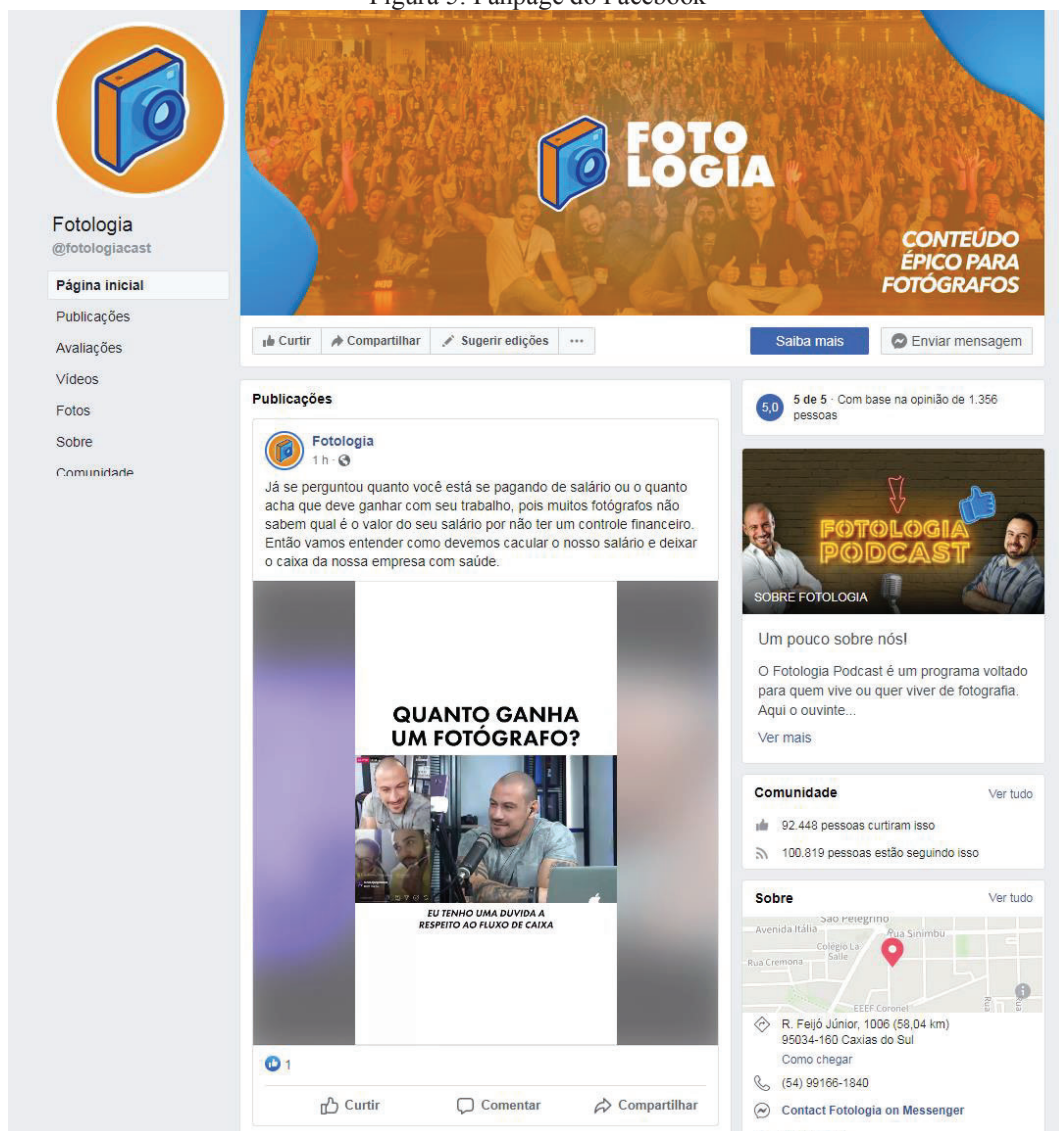 Figura 5: Fanpage do Facebook
Fotologia
@fotologiacast
Página inicial
Publicações
Avaliações
Vídeos
Fotos
Sobre
Comunidade
FOTO
LOGIA
CONTEÚDO
ÉPICO PARA
FOTÓGRAFOS
Curtir
Compartilhar
Sugerir edições
Saiba mais
Enviar mensagem
Publicações
Fotologia
1 h
Já se perguntou quanto você está se pagando de salário ou o quanto
acha que deve ganhar com seu trabalho, pois muitos fotógrafos não
sabem qual é o valor do seu salário por não ter um controle financeiro.
Então vamos entender como devemos cacular o nosso salário e deixar
o caixa da nossa empresa com saúde.
QUANTO GANHA
UM FOTÓGRAFO?
EU TENHO UMA DUVIDA A
RESPEITO AO FLUXO DE CAIXA
1
Curtir
Comentar
Compartilhar
5,0
5 de 5 · Com base na opinião de 1.356
pessoas
FOTOLOGIA
PODCAST
SOBRE FOTOLOGIA
Um pouco sobre nós!
O Fotologia Podcast é um programa voltado
para quem vive ou quer viver de fotografia.
Aqui o ouvinte...
Ver mais
Comunidade
Ver tudo
92.448 pessoas curtiram isso
100.819 pessoas estão seguindo isso
Sobre
Ver tudo
São Pelegrino
Avenida Itália
Rua Sinimbu
Colégio La
Salle
Rua Cremona
EEEF Coronel
Rua
Rua
R. Feijó Júnior, 1006 (58,04 km)
95034-160 Caxias do Sul
Como chegar
(54) 99166-1840
Contact Fotologia on Messenger